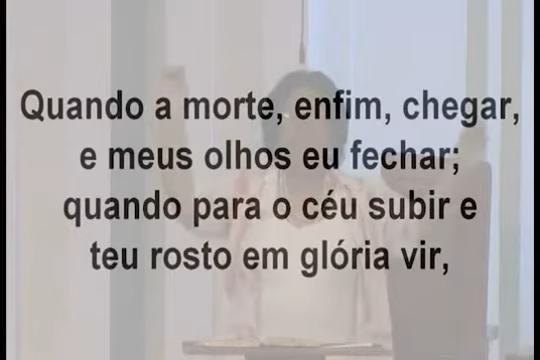 Quando a morte, enfim, chegar,
e meus olhos eu fechar;
quando para o céu subir e
teu rosto em glória vir,